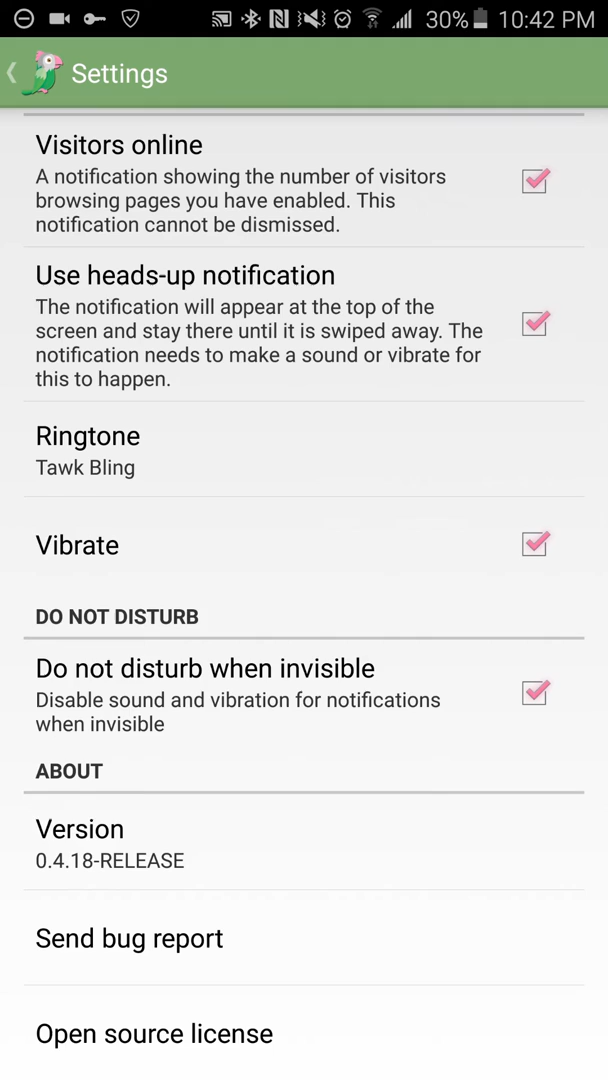 30% 10:42 PM
Settings
Visitors online
A notification showing the number of visitors
browsing pages you have enabled. This
notification cannot be dismissed.
Use heads-up notification
The notification will appear at the top of the
screen and stay there until it is swiped away. The
notification needs to make a sound or vibrate for
this to happen.
Ringtone
Tawk Bling
Vibrate
DO NOT DISTURB
Do not disturb when invisible
Disable sound and vibration for notifications
when invisible
ABOUT
Version
0.4.18-RELEASE
Send bug report
Open source license